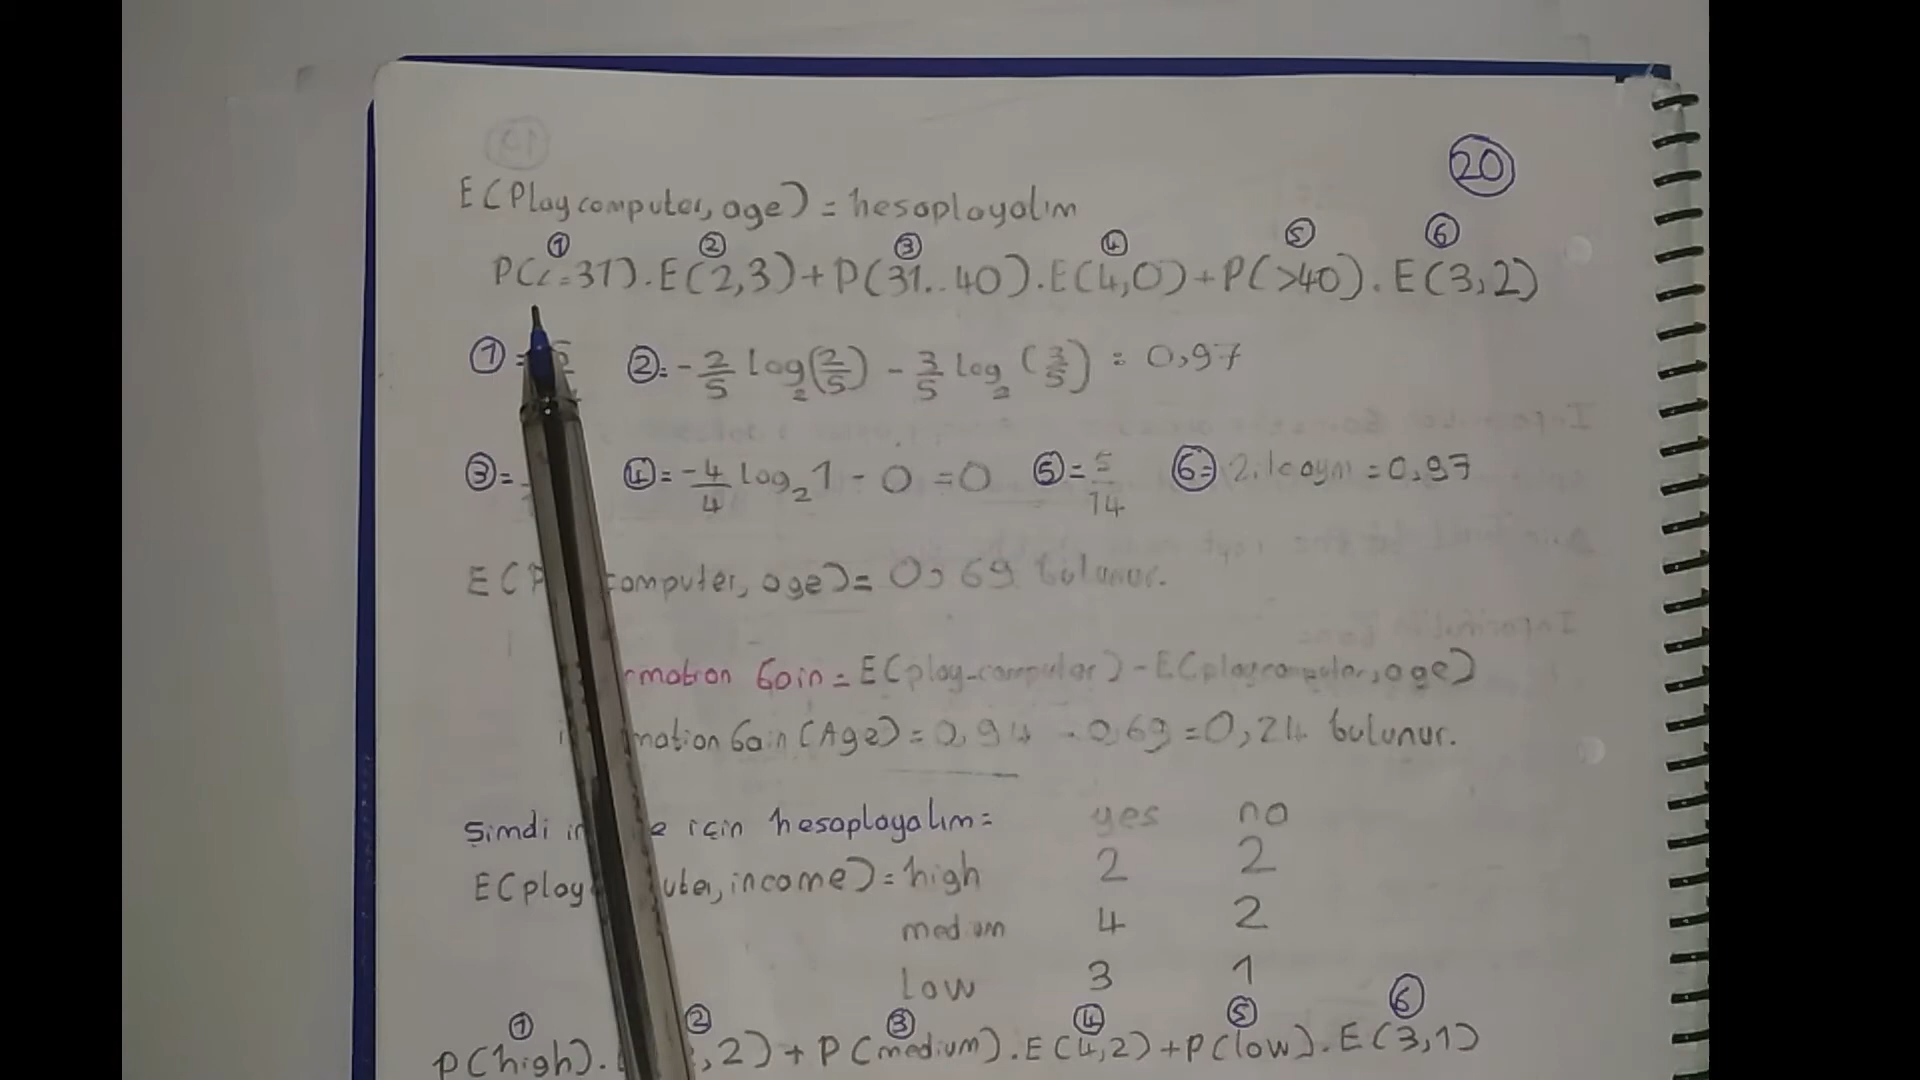 20
E(Play computer, age) = hesaplayalım
① ② ③ ④ ⑤ ⑥
P(<=31).E(2,3)+P(31..40).E(4,0)+P(>40).E(3,2)
①= ②=-2/5 log₂(2/5) - 3/5 log₂(3/5) = 0,97
③= ④=-4/4 log₂1 - 0 =0 ⑤=5/14 ⑥=2.ile aynı =0,97
E(P computer, age)= 0,69 bulunur.
rmation Gain= E(play-computer) - E(playcomputer, age)
mation Gain (Age) = 0,94 - 0,69 = 0,24 bulunur.
Şimdi in e için hesaplayalım= yes no
E(play uter, income)= high 2 2
medium 4 2
Low 3 1
① ② ③ ④ ⑤ ⑥
P(high). ,2)+P(medium).E(4,2)+P(low).E(3,1)